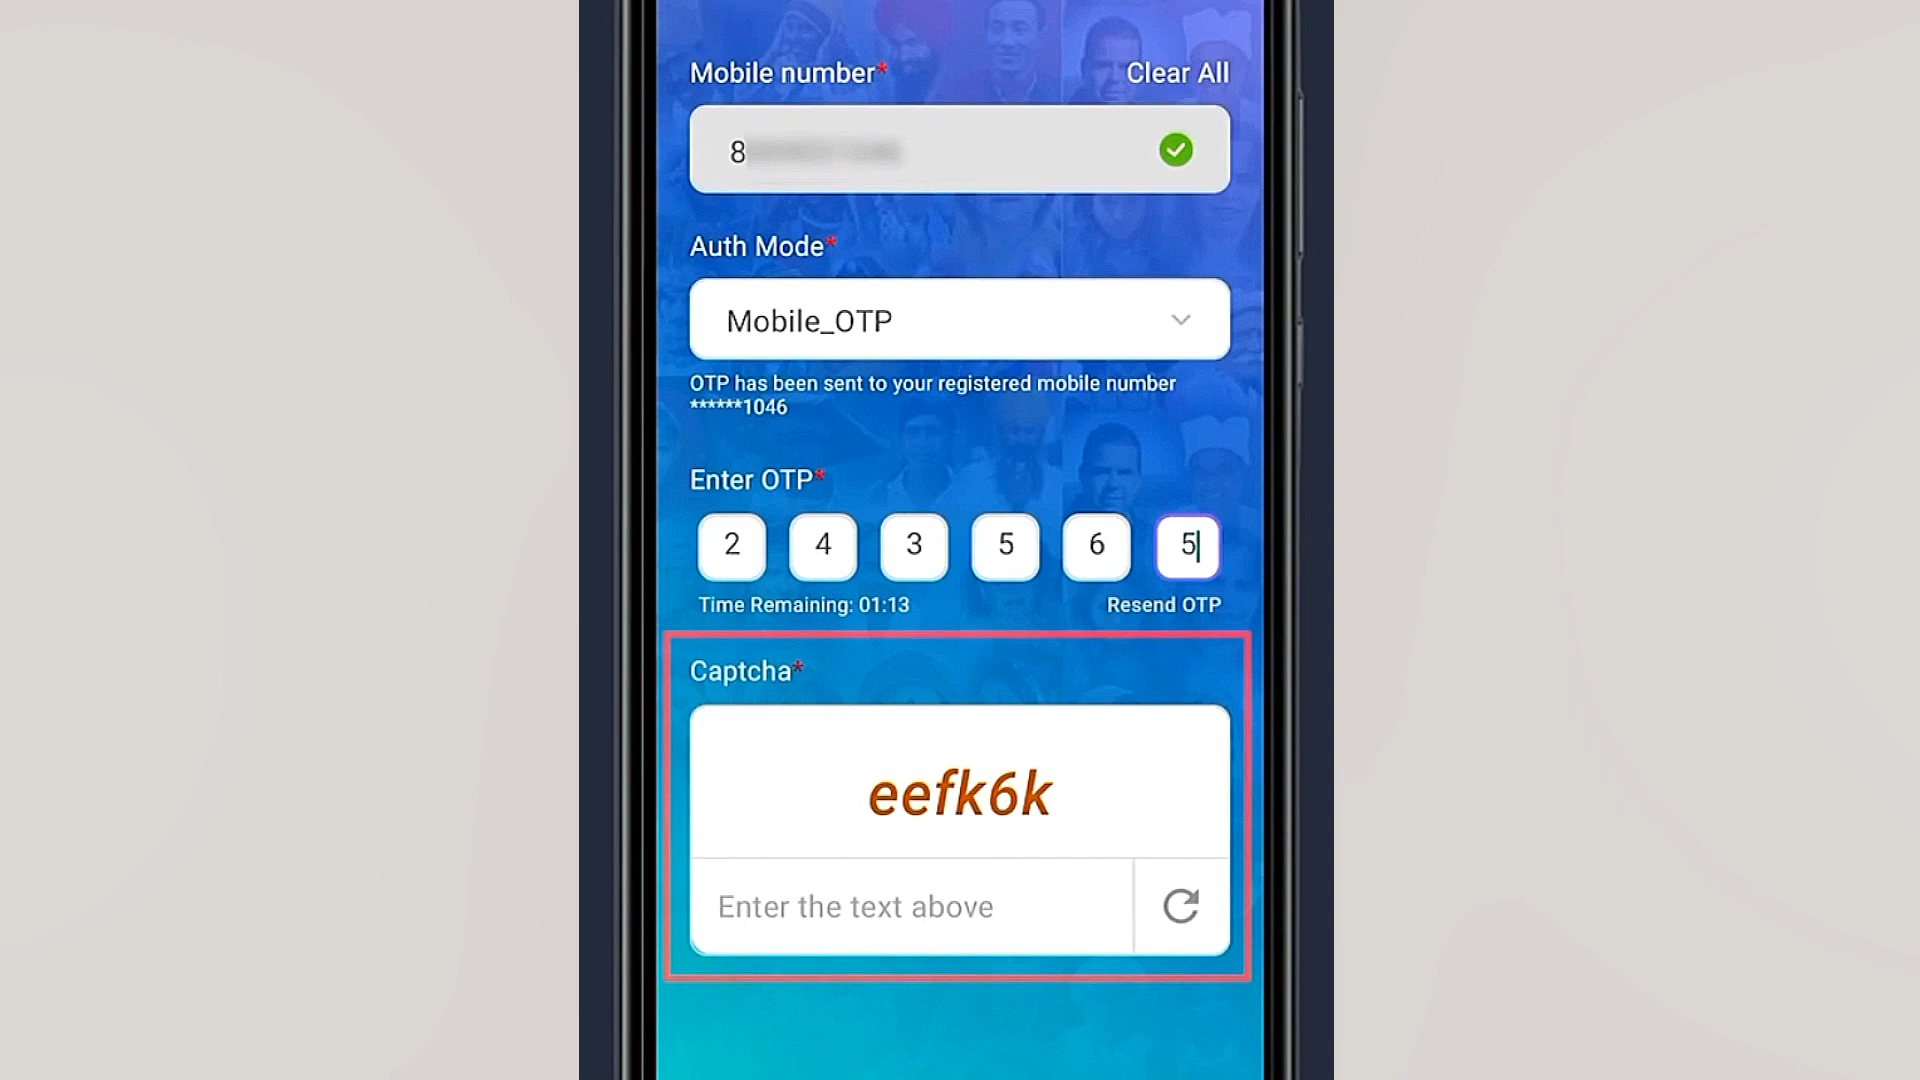 Mobile number* Clear All
8
Auth Mode*
Mobile_OTP
OTP has been sent to your registered mobile number
******1046
Enter OTP*
2 4 3 5 6 5
Time Remaining: 01:13 Resend OTP
Captcha*
eefk6k
Enter the text above